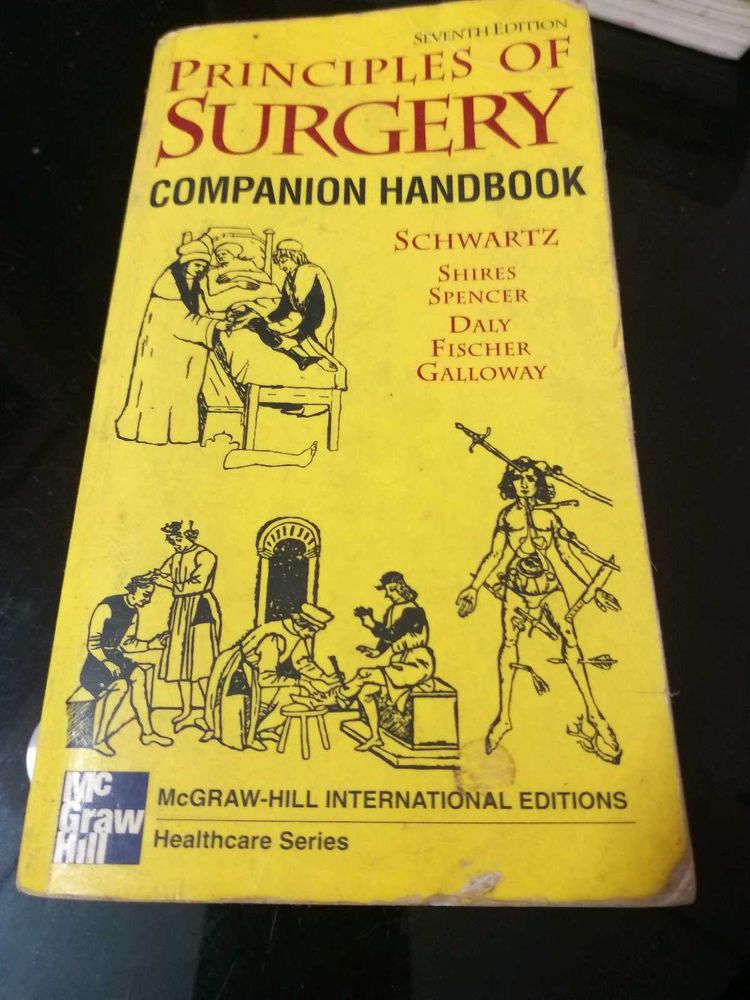 SEVENTH EDITION
PRINCIPLES OF
SURGERY
COMPANION HANDBOOK
SCHWARTZ
SHIRES
SPENCER
DALY
FISCHER
GALLOWAY
Mc
Graw
Hill
McGRAW-HILL INTERNATIONAL EDITIONS
Healthcare Series